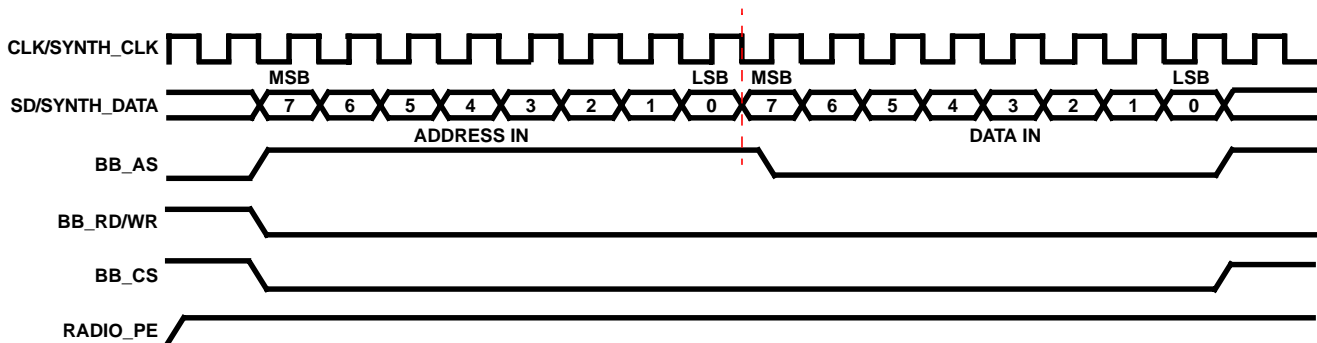 CLK/SYNTH_CLK
MSB LSB MSB LSB
SD/SYNTH_DATA 7 6 5 4 3 2 1 0 7 6 5 4 3 2 1 0
ADDRESS IN DATA IN
BB_AS
BB_RD/WR
BB_CS
RADIO_PE